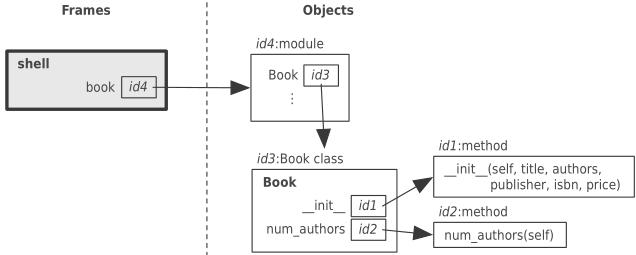 Frames
Objects
shell
book id4
id4:module
Book id3
⋮
id3:Book class
Book
__init__ id1
num_authors id2
id1:method
__init__(self, title, authors,
publisher, isbn, price)
id2:method
num_authors(self)